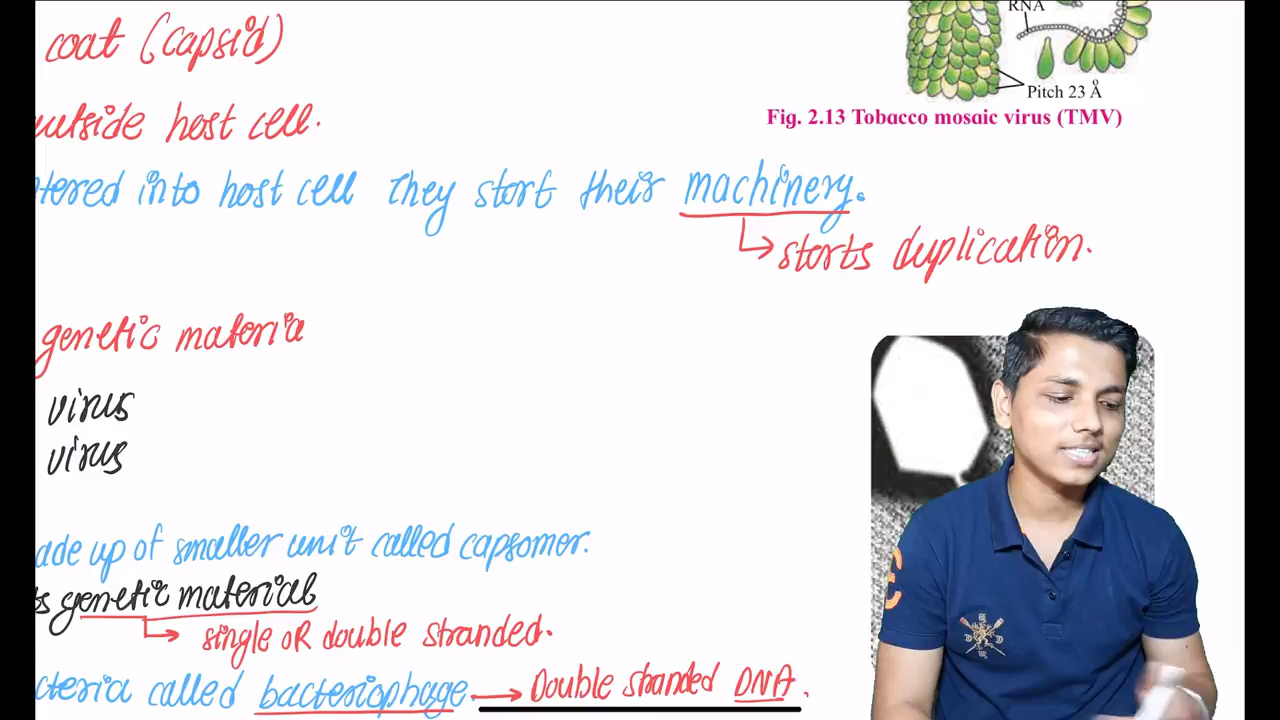 RNA
coat (capsid)
Pitch 23 Å
Fig. 2.13 Tobacco mosaic virus (TMV)
outside host cell.
ntered into host cell They start their machinery.
starts duplication.
genetic materia
virus
virus
ade up of smaller unit called capsomer.
ts genetic material
single OR double stranded.
cteria called bacteriophage → Double stranded DNA.